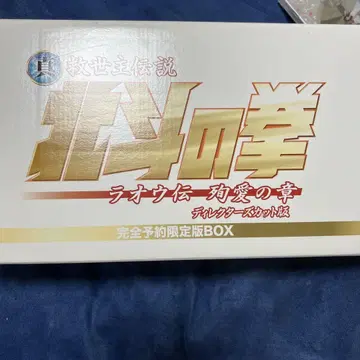 真 救世主伝説
北斗の拳
ラオウ伝 殉愛の章
ディレクターズカット版
完全予約限定版BOX